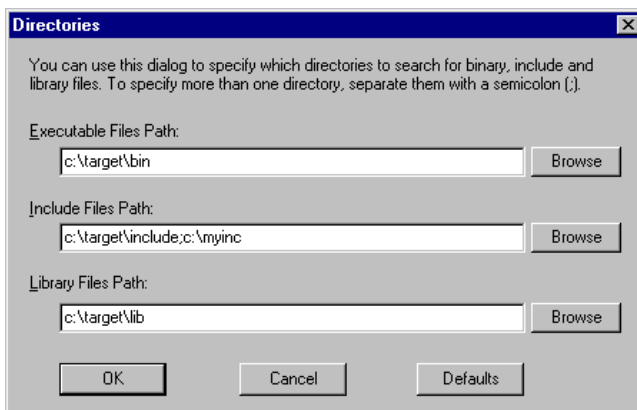 Directories
You can use this dialog to specify which directories to search for binary, include and
library files. To specify more than one directory, separate them with a semicolon (;).
Executable Files Path:
c:\target\bin
Browse
Include Files Path:
c:\target\include;c:\myinc
Browse
Library Files Path:
c:\target\lib
Browse
OK
Cancel
Defaults